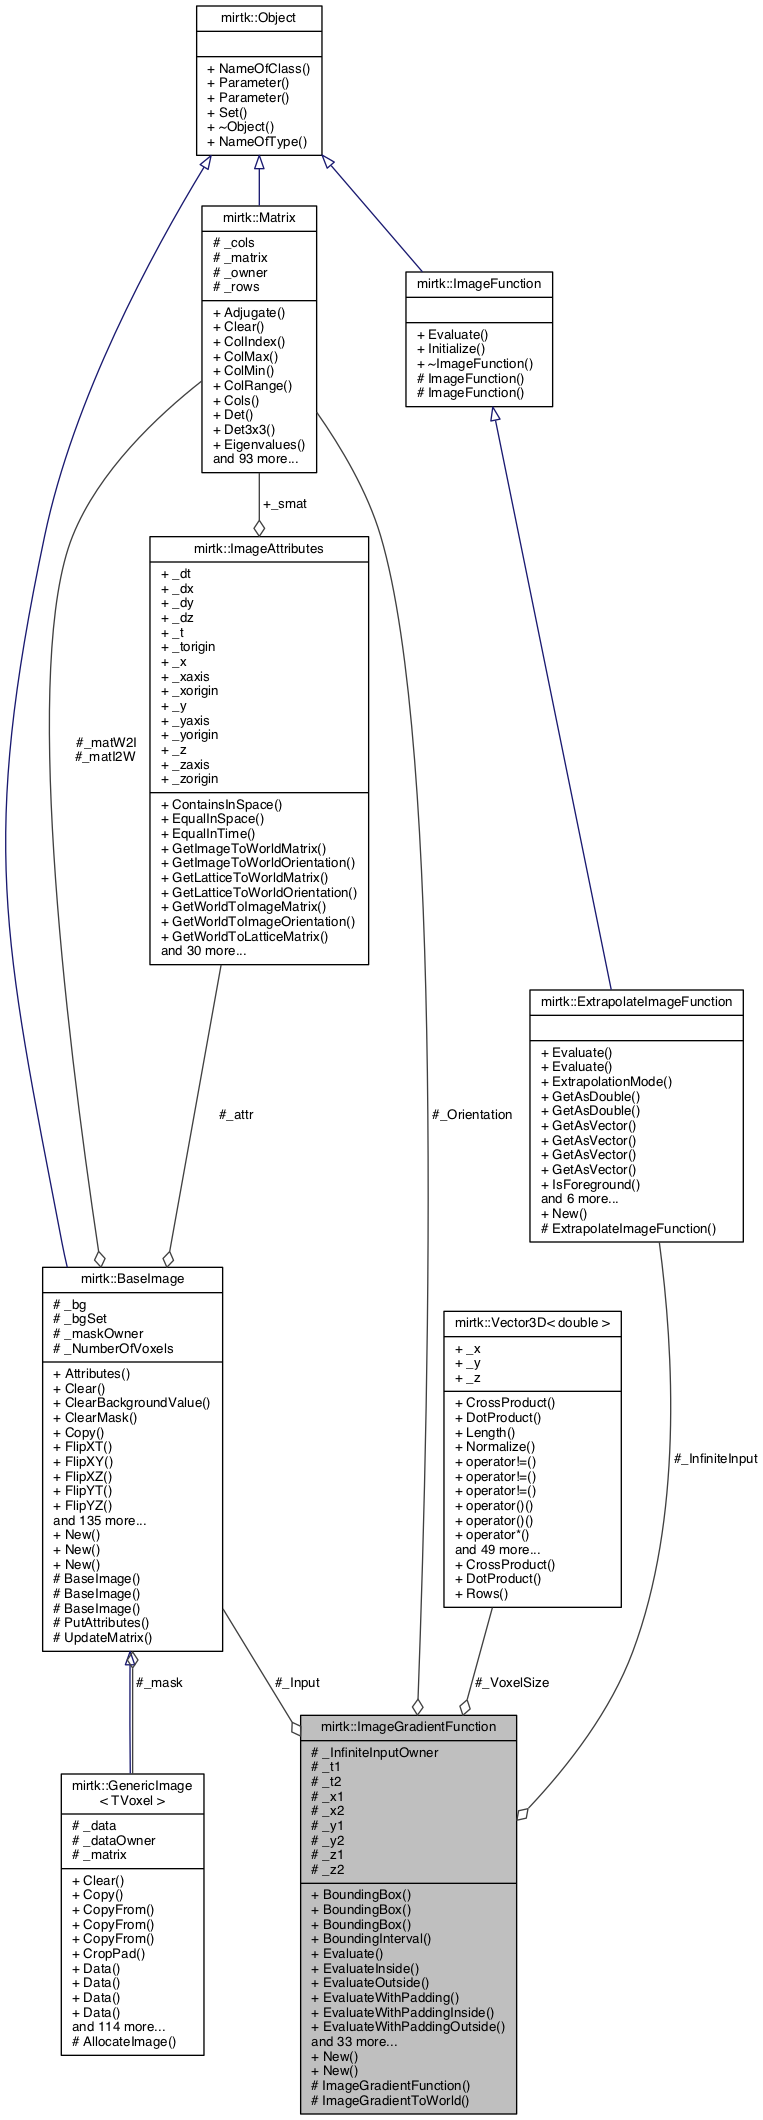 mirtk::Object
+ NameOfClass()
+ Parameter()
+ Parameter()
+ Set()
+ ~Object()
+ NameOfType()
mirtk::Matrix
# _cols
# _matrix
# _owner
# _rows
+ Adjugate()
+ Clear()
+ ColIndex()
+ ColMax()
+ ColMin()
+ ColRange()
+ Cols()
+ Det()
+ Det3x3()
+ Eigenvalues()
and 93 more...
mirtk::ImageFunction
+ Evaluate()
+ Initialize()
+ ~ImageFunction()
# ImageFunction()
# ImageFunction()
+_smat
mirtk::ImageAttributes
+ _dt
+ _dx
+ _dy
+ _dz
+ _t
+ _torigin
+ _x
+ _xaxis
+ _xorigin
+ _y
+ _yaxis
+ _yorigin
+ _z
+ _zaxis
+ _zorigin
+ ContainsInSpace()
+ EqualInSpace()
+ EqualInTime()
+ GetImageToWorldMatrix()
+ GetImageToWorldOrientation()
+ GetLatticeToWorldMatrix()
+ GetLatticeToWorldOrientation()
+ GetWorldToImageMatrix()
+ GetWorldToImageOrientation()
+ GetWorldToLatticeMatrix()
and 30 more...
#_matW2I
#_matI2W
mirtk::ExtrapolateImageFunction
+ Evaluate()
+ Evaluate()
+ ExtrapolationMode()
+ GetAsDouble()
+ GetAsDouble()
+ GetAsVector()
+ GetAsVector()
+ GetAsVector()
+ GetAsVector()
+ IsForeground()
and 6 more...
+ New()
# ExtrapolateImageFunction()
#_attr
#_Orientation
mirtk::BaseImage
# _bg
# _bgSet
# _maskOwner
# _NumberOfVoxels
+ Attributes()
+ Clear()
+ ClearBackgroundValue()
+ ClearMask()
+ Copy()
+ FlipXT()
+ FlipXY()
+ FlipXZ()
+ FlipYT()
+ FlipYZ()
and 135 more...
+ New()
+ New()
+ New()
# BaseImage()
# BaseImage()
# BaseImage()
# PutAttributes()
# UpdateMatrix()
mirtk::Vector3D< double >
+ _x
+ _y
+ _z
+ CrossProduct()
+ DotProduct()
+ Length()
+ Normalize()
+ operator!=()
+ operator!=()
+ operator!=()
+ operator()()
+ operator()()
+ operator*()
and 49 more...
+ CrossProduct()
+ DotProduct()
+ Rows()
#_InfiniteInput
#_mask
#_Input
#_VoxelSize
mirtk::GenericImage
< TVoxel >
# _data
# _dataOwner
# _matrix
+ Clear()
+ Copy()
+ CopyFrom()
+ CopyFrom()
+ CopyFrom()
+ CropPad()
+ Data()
+ Data()
+ Data()
+ Data()
and 114 more...
# AllocateImage()
mirtk::ImageGradientFunction
# _InfiniteInputOwner
# _t1
# _t2
# _x1
# _x2
# _y1
# _y2
# _z1
# _z2
+ BoundingBox()
+ BoundingBox()
+ BoundingBox()
+ BoundingInterval()
+ Evaluate()
+ EvaluateInside()
+ EvaluateOutside()
+ EvaluateWithPadding()
+ EvaluateWithPaddingInside()
+ EvaluateWithPaddingOutside()
and 33 more...
+ New()
+ New()
# ImageGradientFunction()
# ImageGradientToWorld()